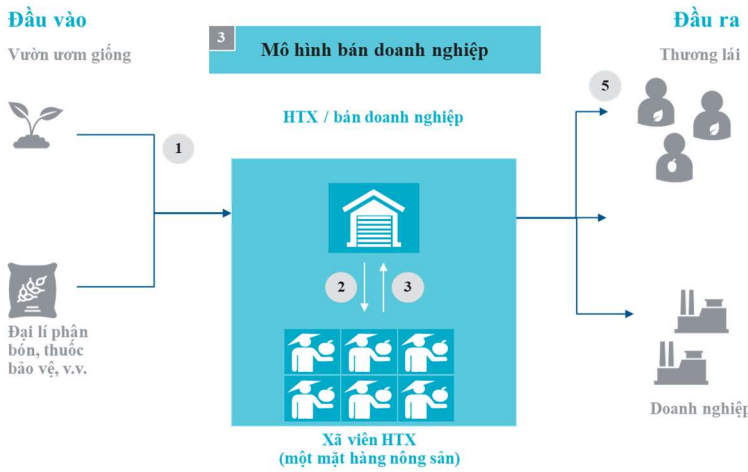 Đầu vào
Vườn ươm giống
3
Mô hình bán doanh nghiệp
Đầu ra
Thương lái
HTX / bán doanh nghiệp
5
1
2
3
Đại lí phân
bón, thuốc
bảo vệ, v.v.
Doanh nghiệp
Xã viên HTX
(một mặt hàng nông sản)